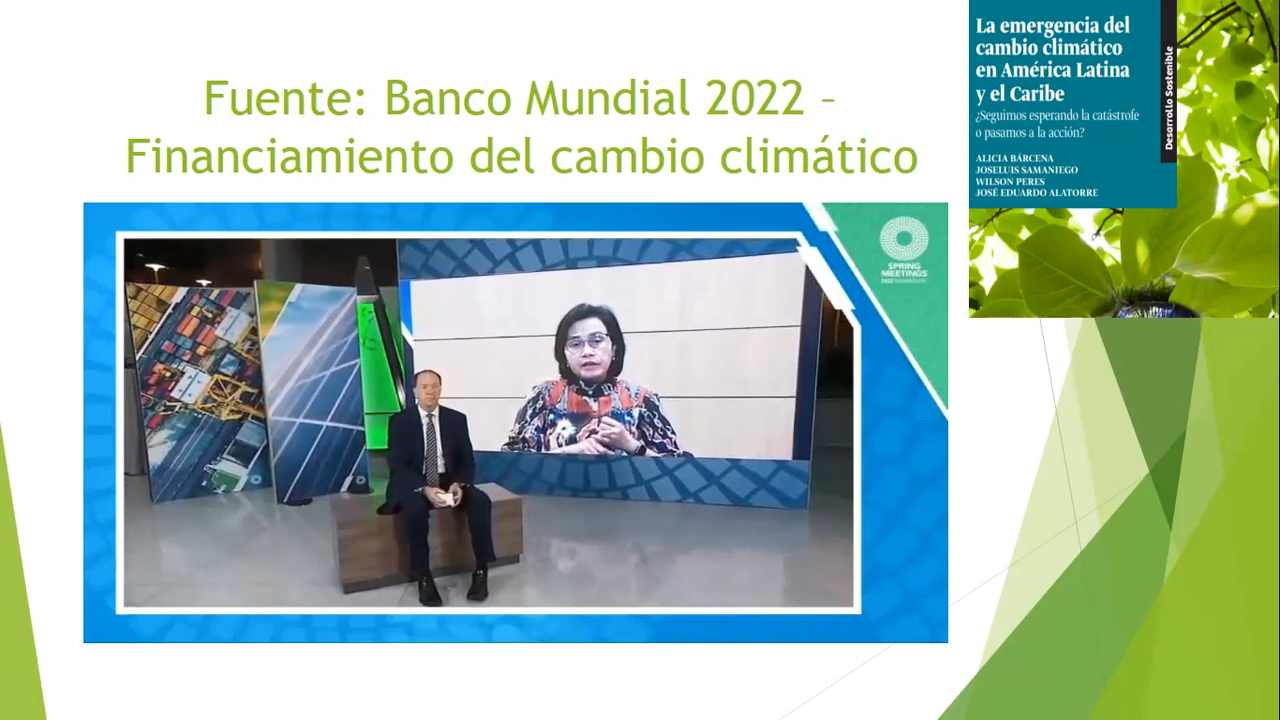 Fuente: Banco Mundial 2022 –
Financiamiento del cambio climático
La emergencia del
cambio climático
en América Latina
y el Caribe
¿Seguimos esperando la catástrofe
o pasamos a la acción?
ALICIA BÁRCENA
JOSELUIS SAMANIEGO
WILSON PERES
JOSÉ EDUARDO ALATORRE
Desarrollo Sostenible
SPRING
MEETINGS